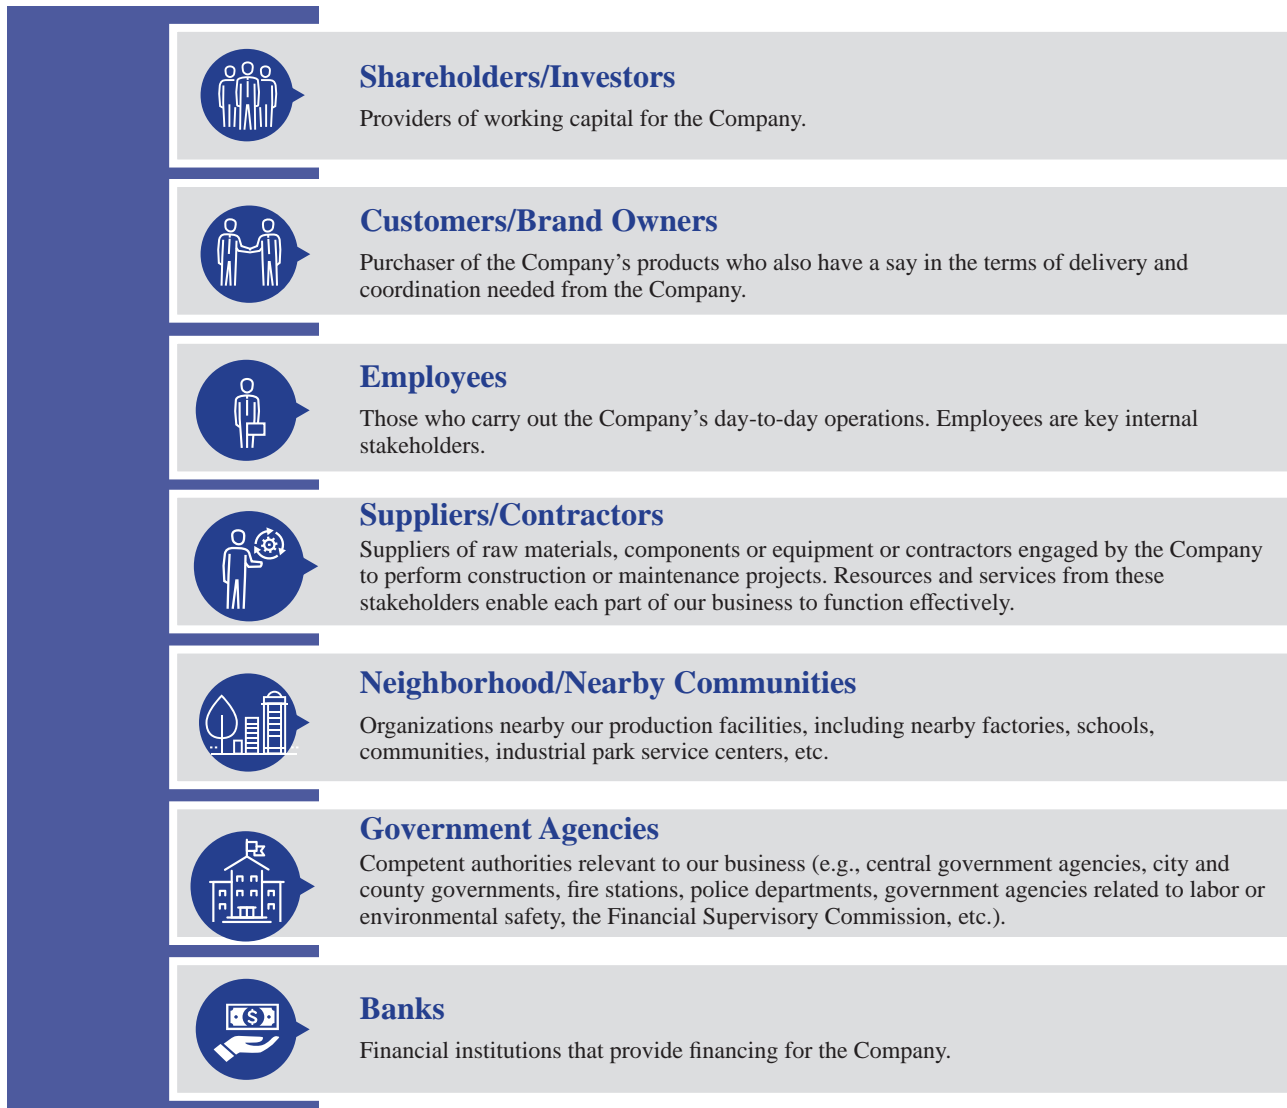 Shareholders/Investors
Providers of working capital for the Company.
Customers/Brand Owners
Purchaser of the Company’s products who also have a say in the terms of delivery and
coordination needed from the Company.
Employees
Those who carry out the Company’s day-to-day operations. Employees are key internal
stakeholders.
Suppliers/Contractors
Suppliers of raw materials, components or equipment or contractors engaged by the Company
to perform construction or maintenance projects. Resources and services from these
stakeholders enable each part of our business to function effectively.
Neighborhood/Nearby Communities
Organizations nearby our production facilities, including nearby factories, schools,
communities, industrial park service centers, etc.
Government Agencies
Competent authorities relevant to our business (e.g., central government agencies, city and
county governments, fire stations, police departments, government agencies related to labor or
environmental safety, the Financial Supervisory Commission, etc.).
Banks
Financial institutions that provide financing for the Company.